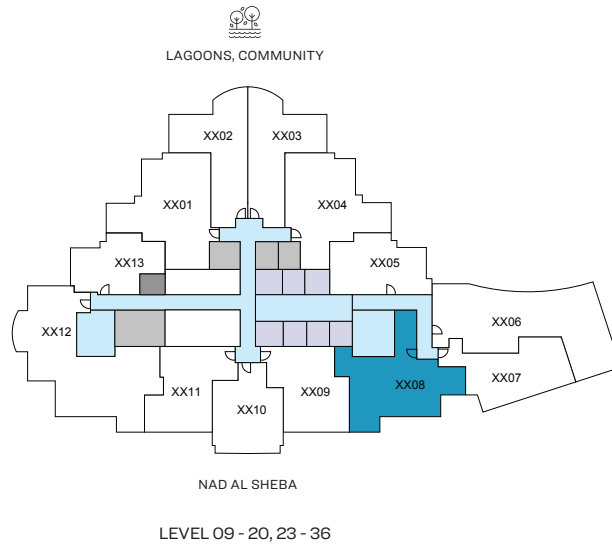 LAGOONS, COMMUNITY
XX02
XX03
XX01
XX04
XX13
XX05
XX12
XX06
XX11
XX10
XX09
XX08
XX07
NAD AL SHEBA
LEVEL 09 - 20, 23 - 36